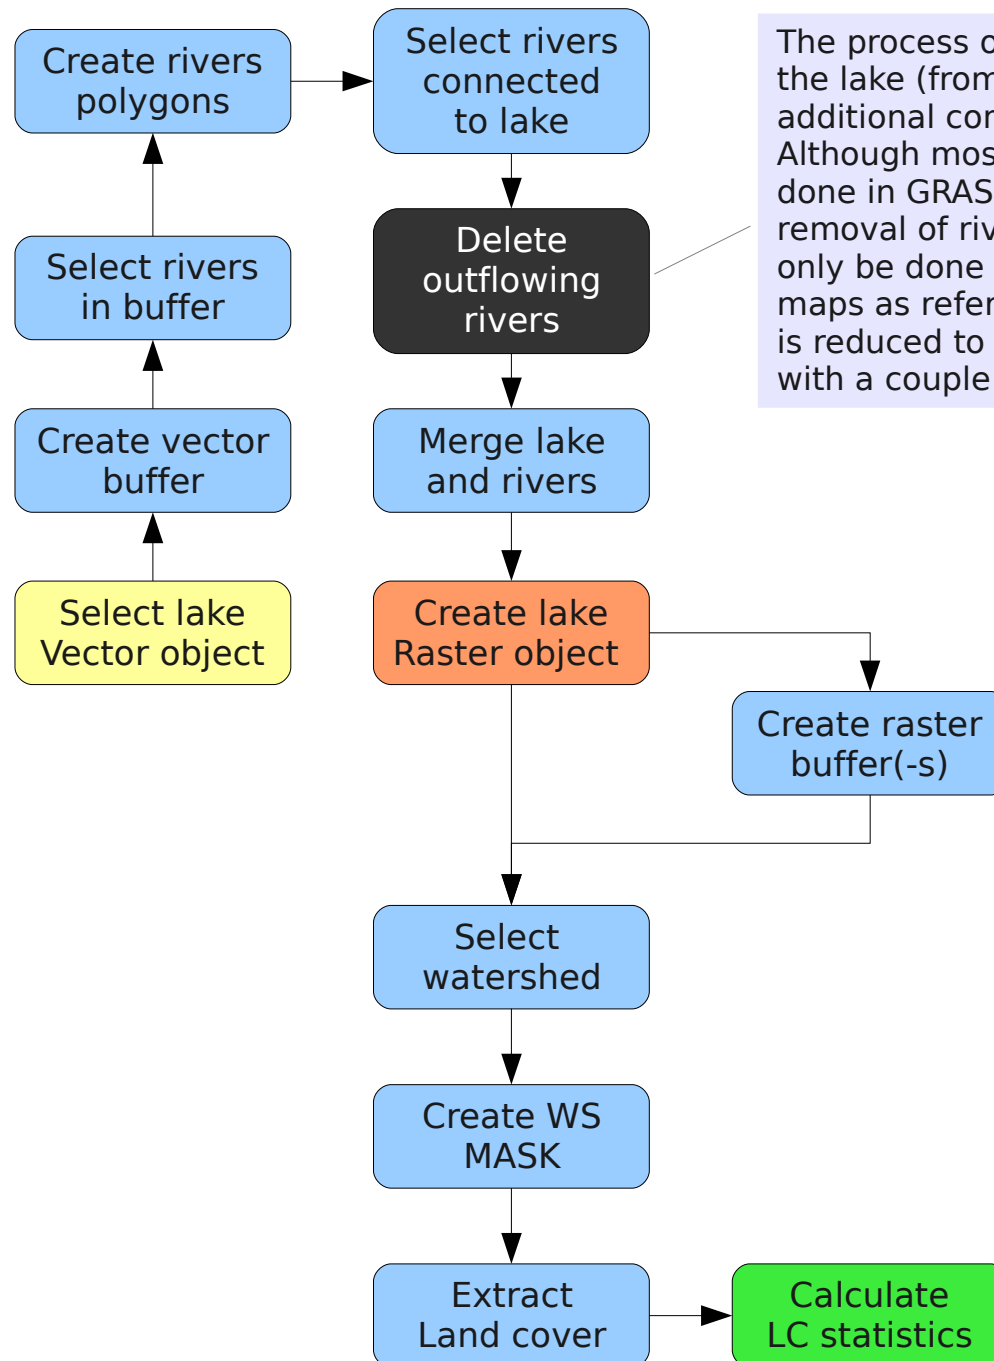 Create rivers
polygons
Select rivers
connected
to lake
The process
the lake (from
additional
Although
done in
removal of
only be done
maps as
is reduced to
with a couple
Delete
outflowing
rivers
Select rivers
in buffer
Create vector
buffer
Merge lake
and rivers
Select lake
Vector object
Create lake
Raster object
Create raster
buffer(-s)
Select
watershed
Create WS
MASK
Extract
Land cover
Calculate
LC statistics